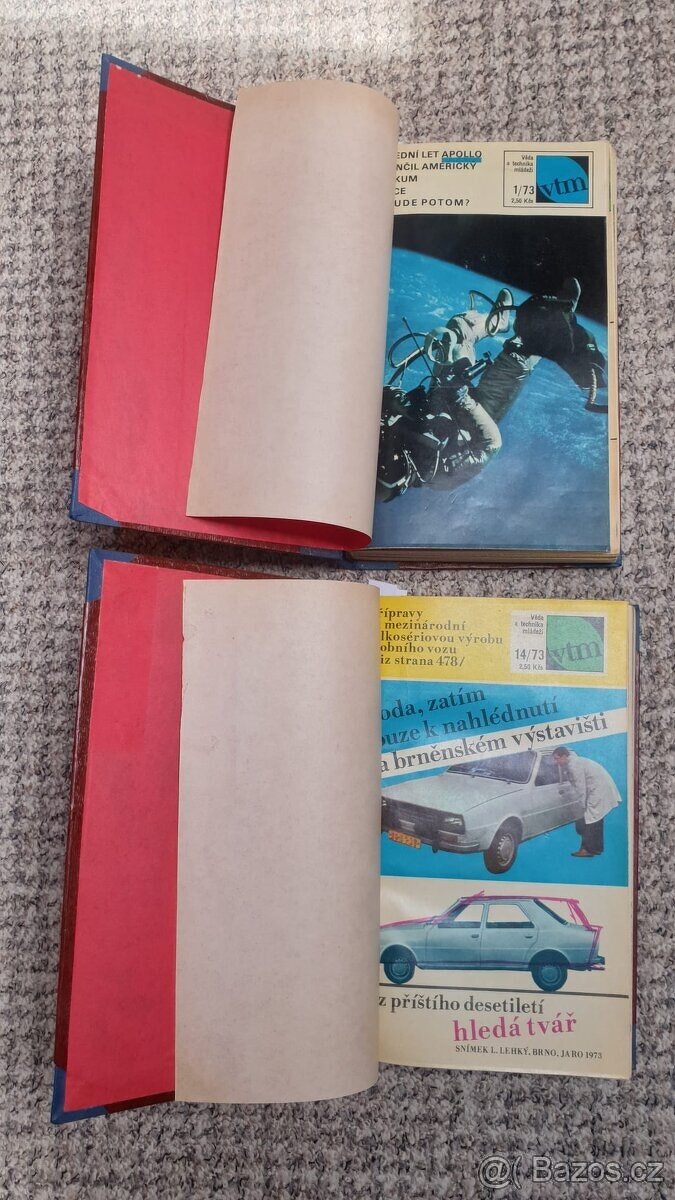 EDNÍ LET APOLLO
NČIL AMERICKÝ
KUM
CE
UDE POTOM?
Věda
a technika
mládeži
1/73
2,50 Kčs
vtm
řípravy
mezinárodní
lkosériovou výrobu
obního vozu
iz strana 478/
Věda
a technika
mládeži
14/73
2,50 Kčs
vtm
oda, zatím
ouze k nahlédnutí
a brněnském výstavišti
z příštího desetiletí
hledá tvář
SNÍMEK L. LEHKÝ, BRNO, JARO 1973
Bazoš.cz